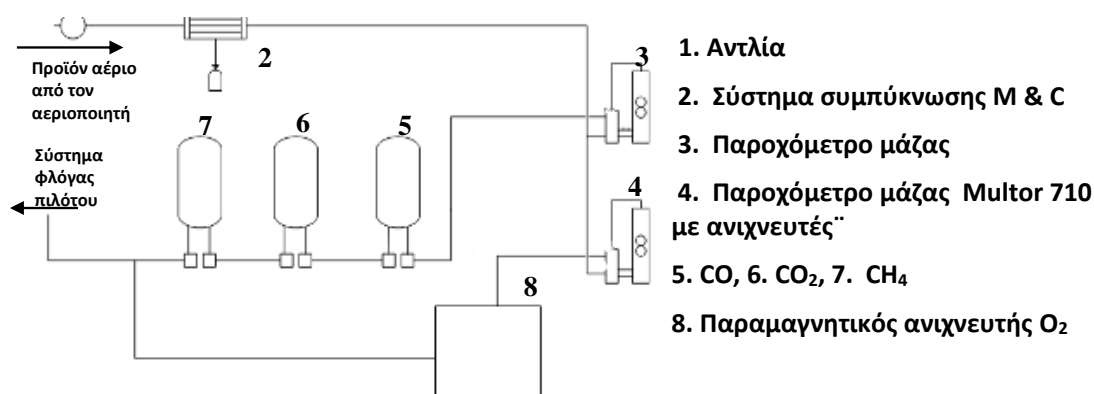 2
Προϊόν αέριο
από τον
αεριοποιητή
Σύστημα
φλόγας
πιλότου
7
6
5
3
4
8
1. Αντλία
2. Σύστημα συμπύκνωσης M & C
3. Παροχόμετρο μάζας
4. Παροχόμετρο μάζας Multor 710
με ανιχνευτές¨
5. CO, 6. CO₂, 7. CH₄
8. Παραμαγνητικός ανιχνευτής O₂